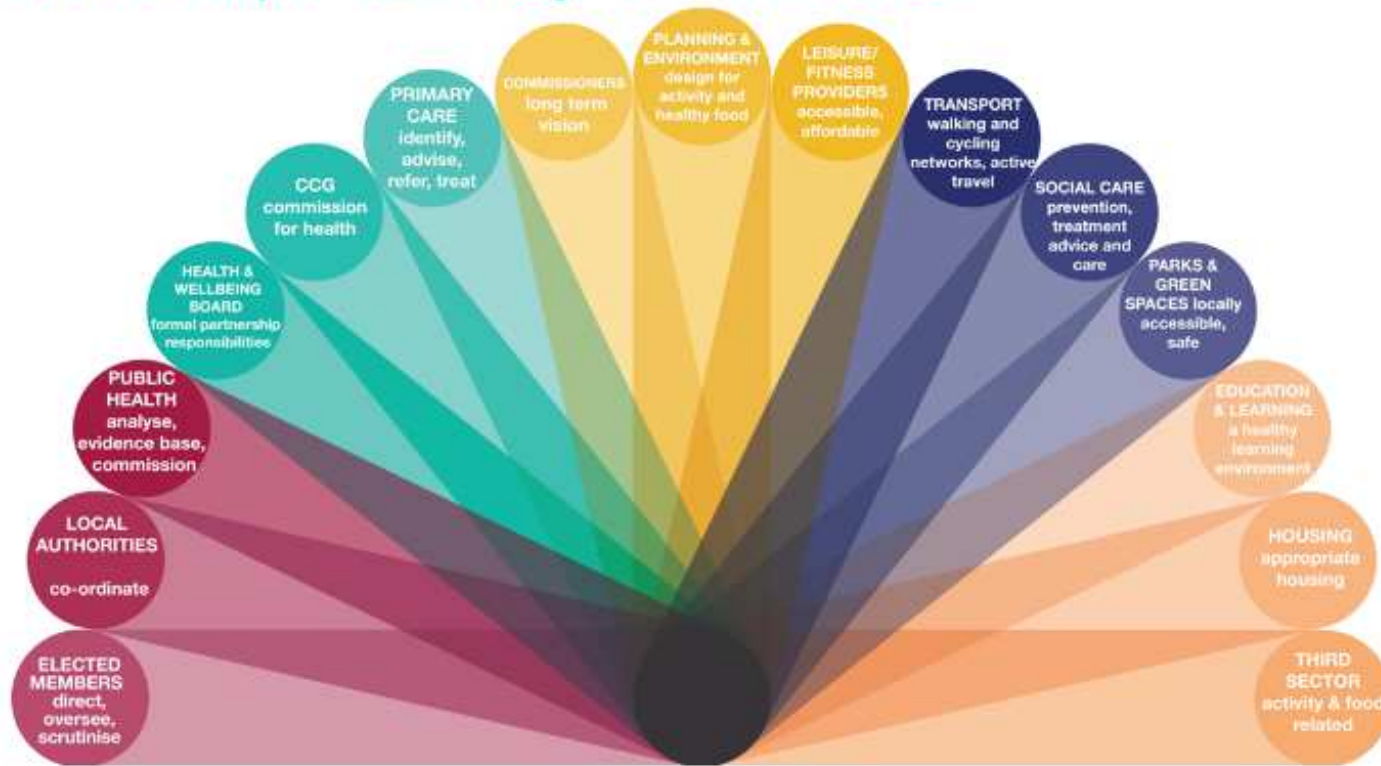 ELECTED
MEMBERS
direct,
oversee,
scrutinise
LOCAL
AUTHORITIES
co-ordinate
PUBLIC
HEALTH
analyse,
evidence base,
commission
HEALTH &
WELLBEING
BOARD
formal partnership
responsibilities
CCG
commission
for health
PRIMARY
CARE
identify,
advise,
refer, treat
COMMISSIONERS
long term
vision
PLANNING &
ENVIRONMENT
design for
activity and
healthy food
LEISURE/
FITNESS
PROVIDERS
accessible,
affordable
TRANSPORT
walking and
cycling
networks, active
travel
SOCIAL CARE
prevention,
treatment
advice and
care
PARKS &
GREEN
SPACES locally
accessible,
safe
EDUCATION
& LEARNING
a healthy
learning
environment
HOUSING
appropriate
housing
THIRD
SECTOR
activity & food
related